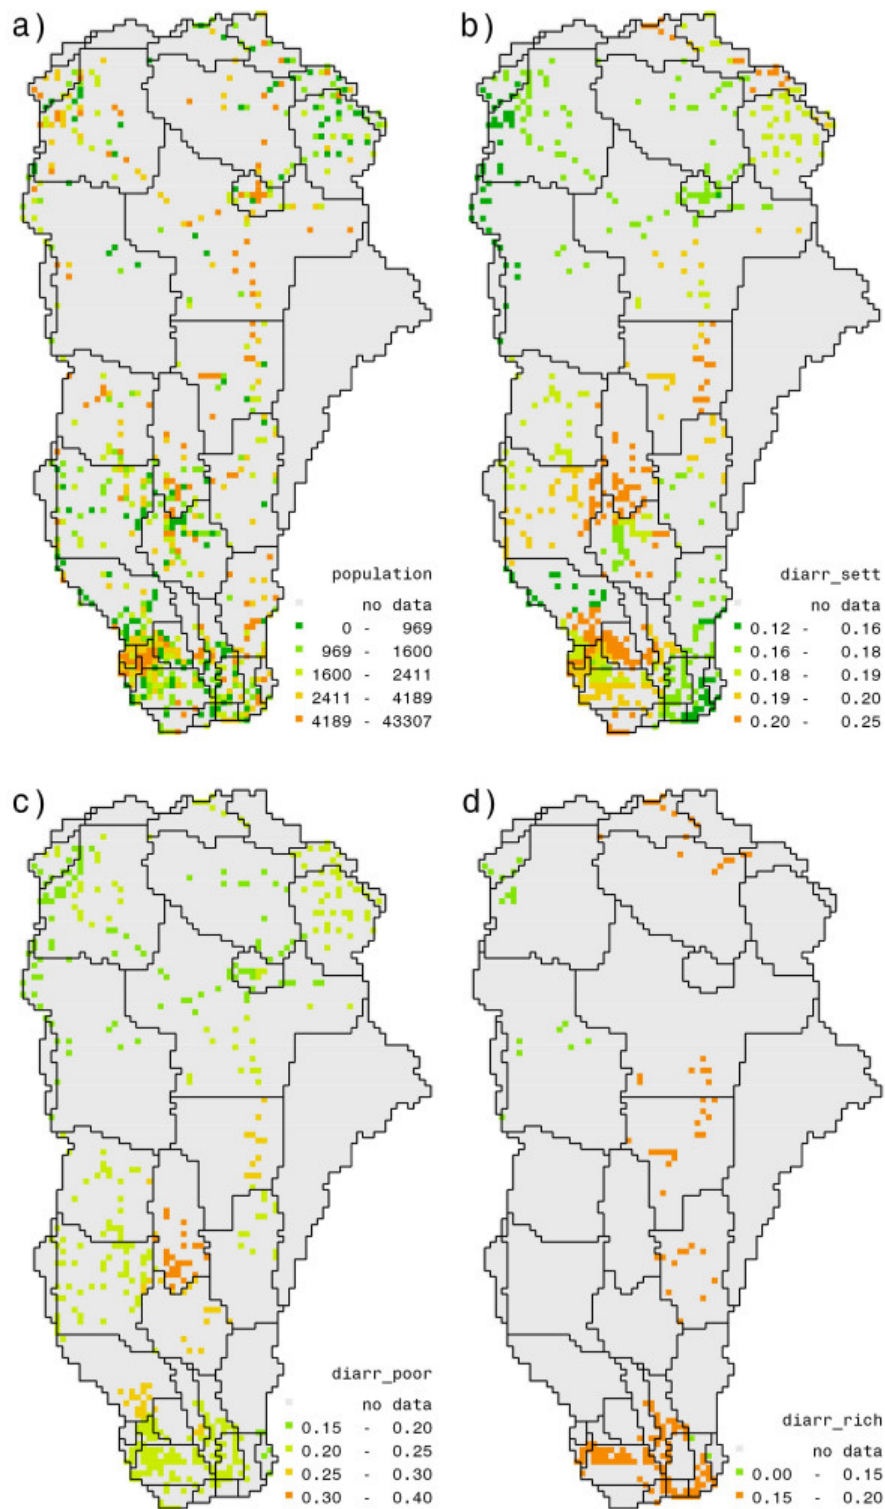 a)
b)
population
no data
0 - 969
969 - 1600
1600 - 2411
2411 - 4189
4189 - 43307
diarr_sett
no data
0.12 - 0.16
0.16 - 0.18
0.18 - 0.19
0.19 - 0.20
0.20 - 0.25
c)
d)
diarr_poor
no data
0.15 - 0.20
0.20 - 0.25
0.25 - 0.30
0.30 - 0.40
diarr_rich
no data
0.00 - 0.15
0.15 - 0.20